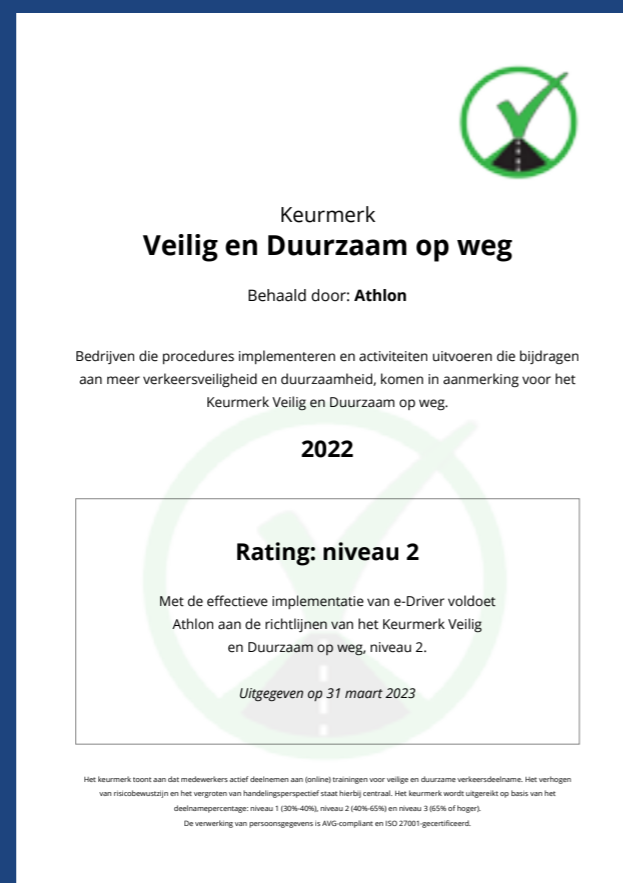 Keurmerk
Veilig en Duurzaam op weg
Behaald door: Athlon
Bedrijven die procedures implementeren en activiteiten uitvoeren die bijdragen
aan meer verkeersveiligheid en duurzaamheid, komen in aanmerking voor het
Keurmerk Veilig en Duurzaam op weg.
2022
Rating: niveau 2
Met de effectieve implementatie van e-Driver voldoet
Athlon aan de richtlijnen van het Keurmerk Veilig
en Duurzaam op weg, niveau 2.
Uitgegeven op 31 maart 2023
Het keurmerk toont aan dat medewerkers actief deelnemen aan (online) trainingen voor veilige en duurzame verkeersdeelname. Het verhogen
van risicobewustzijn en het vergroten van handelingsperspectief staat hierbij centraal. Het keurmerk wordt uitgereikt op basis van het
deelnamepercentage: niveau 1 (30%-40%), niveau 2 (40%-65%) en niveau 3 (65% of hoger).
De verwerking van persoonsgegevens is AVG-compliant en ISO 27001-gecertificeerd.